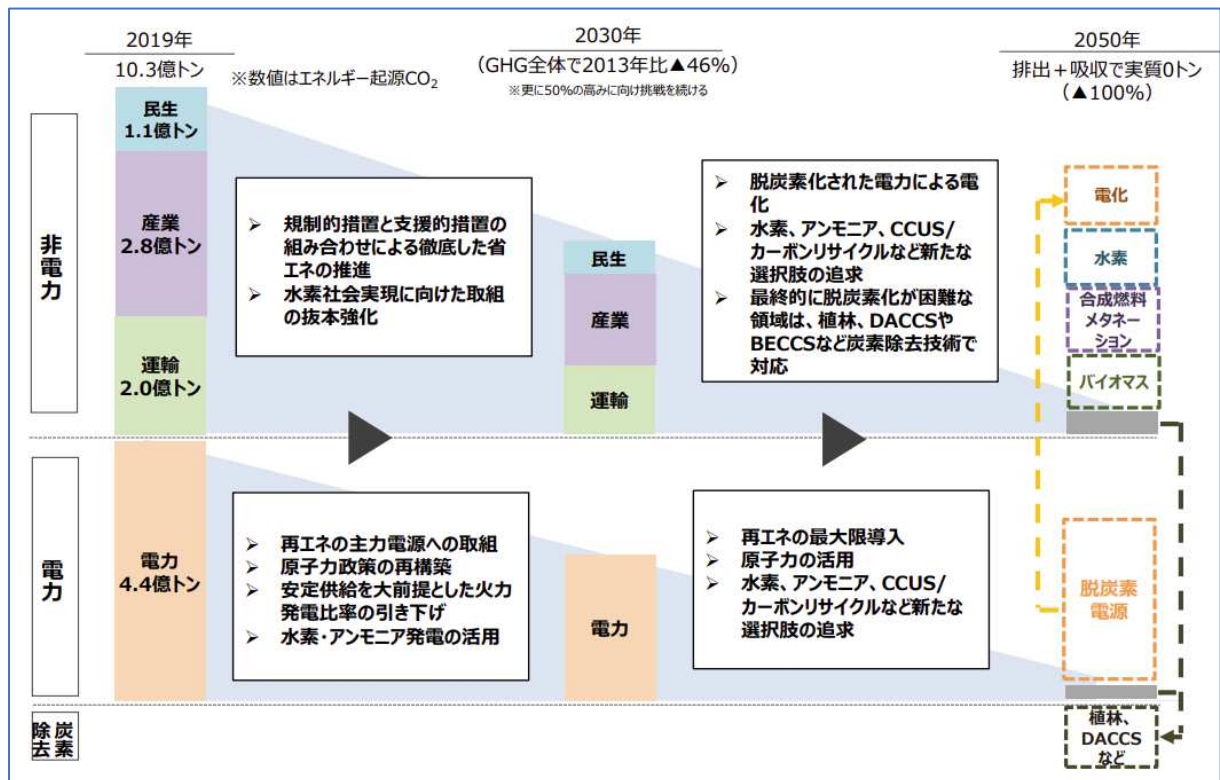 2019年
10.3億トン
※数値はエネルギー起源CO₂
2030年
(GHG全体で2013年比▲46%)
※更に50%の高みに向け挑戦を続ける
2050年
排出+吸収で実質0トン
(▲100%)
非電力
民生
1.1億トン
産業
2.8億トン
運輸
2.0億トン
➢ 規制的措置と支援的措置の
組み合わせによる徹底した省
エネの推進
➢ 水素社会実現に向けた取組
の抜本強化
民生
産業
運輸
➢ 脱炭素化された電力による電
化
➢ 水素、アンモニア、CCUS/
カーボンリサイクルなど新たな
選択肢の追求
➢ 最終的に脱炭素化が困難な
領域は、植林、DACCSや
BECCSなど炭素除去技術で
対応
電化
水素
合成燃料
メタネー
ション
バイオマス
電力
電力
4.4億トン
➢ 再エネの主力電源への取組
➢ 原子力政策の再構築
➢ 安定供給を大前提とした火力
発電比率の引き下げ
➢ 水素・アンモニア発電の活用
電力
➢ 再エネの最大限導入
➢ 原子力の活用
➢ 水素、アンモニア、CCUS/
カーボンリサイクルなど新たな
選択肢の追求
脱炭素
電源
炭素
除去
植林、
DACCS
など